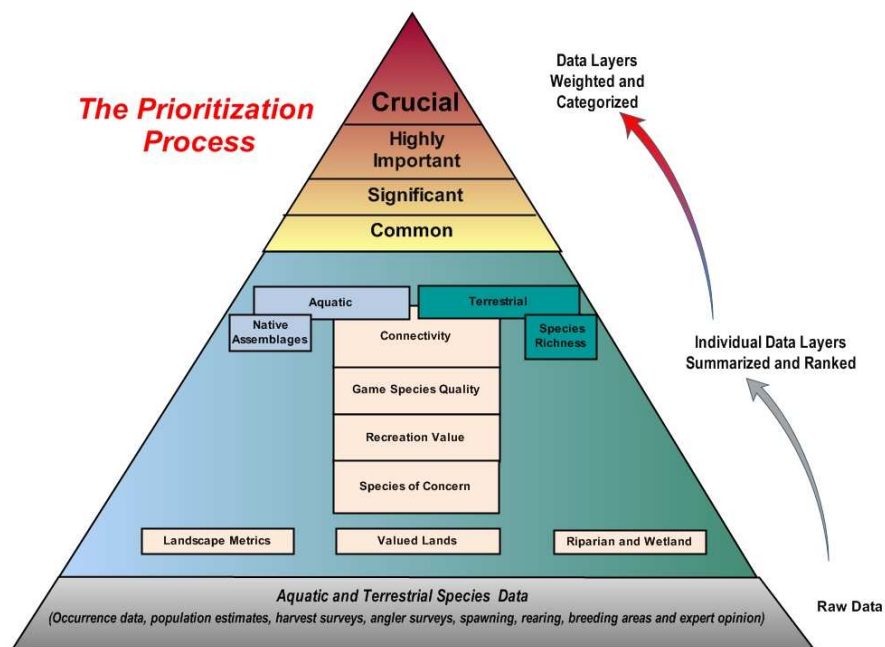 The Prioritization
Process
Data Layers
Weighted and
Categorized
Crucial
Highly
Important
Significant
Common
Aquatic
Terrestrial
Native
Assemblages
Species
Richness
Connectivity
Game Species Quality
Recreation Value
Species of Concern
Individual Data Layers
Summarized and Ranked
Landscape Metrics
Valued Lands
Riparian and Wetland
Aquatic and Terrestrial Species Data
(Occurrence data, population estimates, harvest surveys, angler surveys, spawning, rearing, breeding areas and expert opinion)
Raw Data